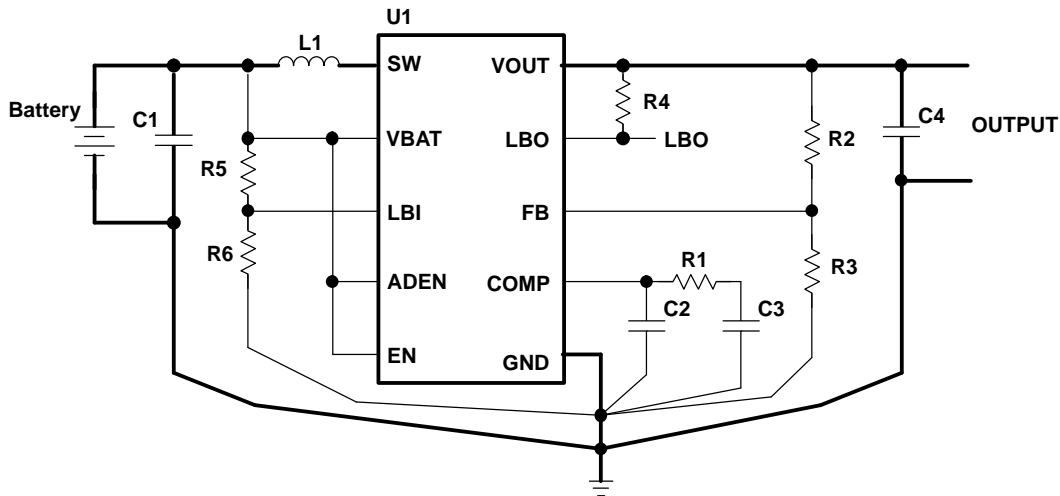 U1
L1
SW
VOUT
R4
Battery
C1
C4
OUTPUT
VBAT
LBO
LBO
R2
R5
LBI
FB
R6
R1
R3
ADEN
COMP
C2
C3
EN
GND